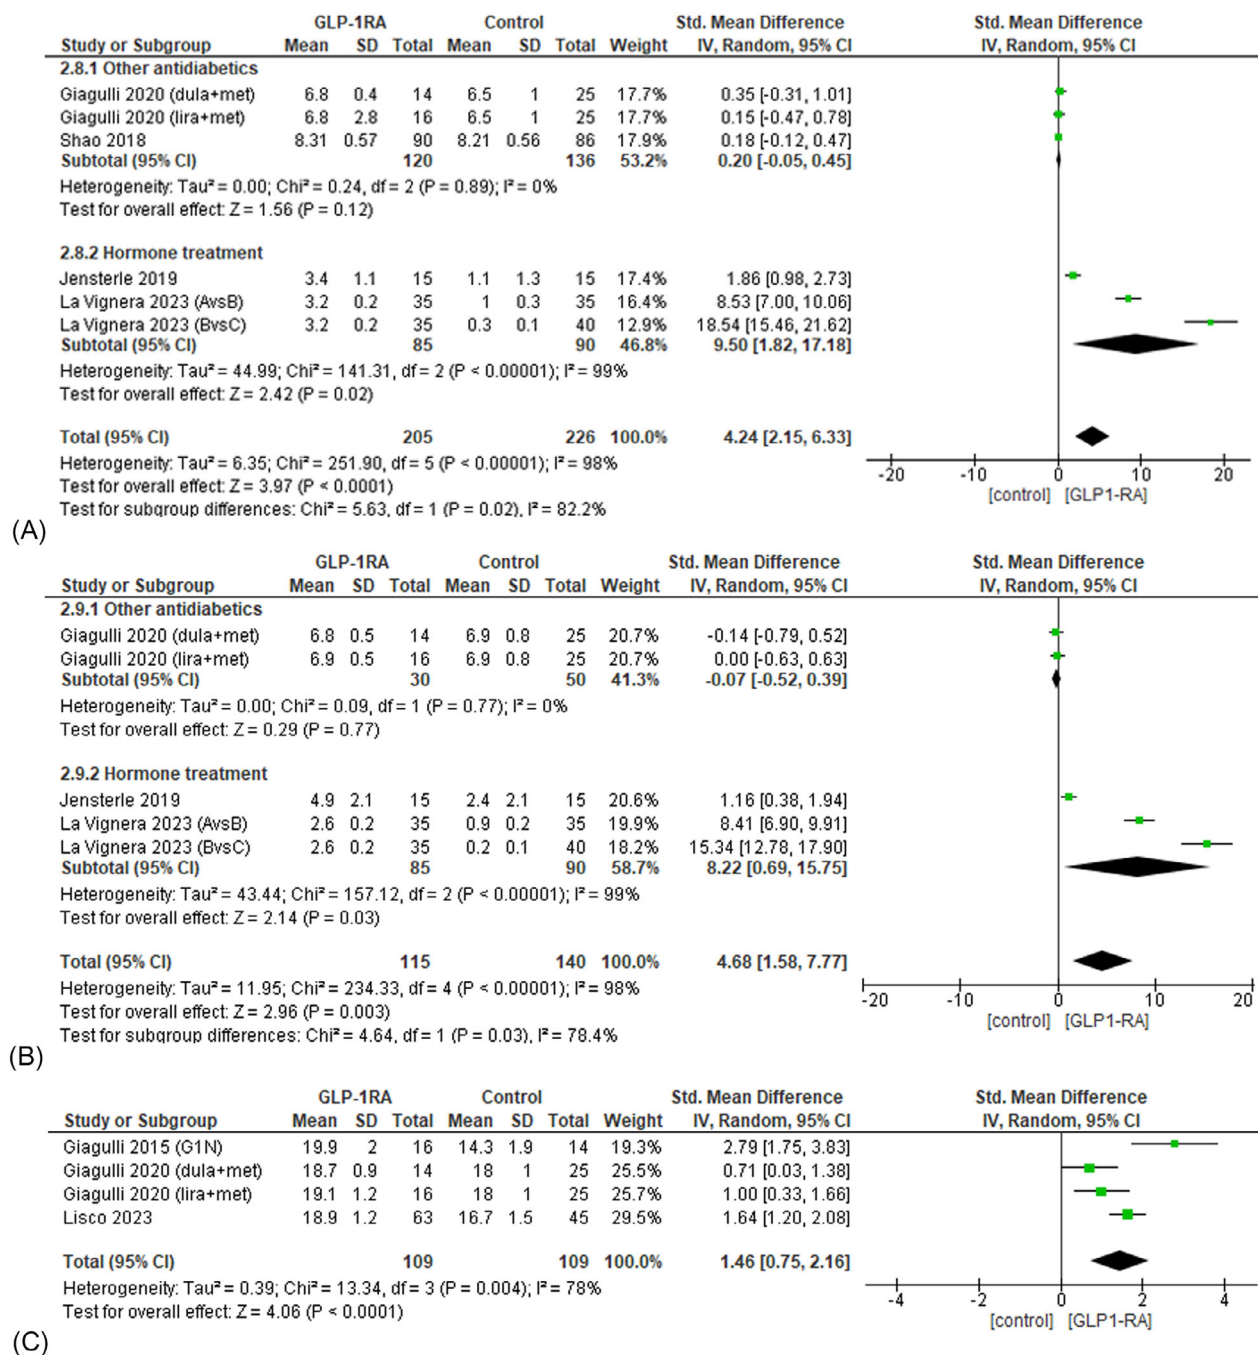 GLP-1RA Control Std. Mean Difference Std. Mean Difference
Study or Subgroup Mean SD Total Mean SD Total Weight IV, Random, 95% CI IV, Random, 95% CI
2.8.1 Other antidiabetics
Giagulli 2020 (dula+met) 6.8 0.4 14 6.5 1 25 17.7% 0.35 [-0.31, 1.01]
Giagulli 2020 (lira+met) 6.8 2.8 16 6.5 1 25 17.7% 0.15 [-0.47, 0.78]
Shao 2018 8.31 0.57 90 8.21 0.56 86 17.9% 0.18 [-0.12, 0.47]
Subtotal (95% CI) 120 136 53.2% 0.20 [-0.05, 0.45]
Heterogeneity: Tau² = 0.00; Chi² = 0.24, df = 2 (P = 0.89); I² = 0%
Test for overall effect: Z = 1.56 (P = 0.12)
2.8.2 Hormone treatment
Jensterle 2019 3.4 1.1 15 1.1 1.3 15 17.4% 1.86 [0.98, 2.73]
La Vignera 2023 (AvsB) 3.2 0.2 35 1 0.3 35 16.4% 8.53 [7.00, 10.06]
La Vignera 2023 (BvsC) 3.2 0.2 35 0.3 0.1 40 12.9% 18.54 [15.46, 21.62]
Subtotal (95% CI) 85 90 46.8% 9.50 [1.82, 17.18]
Heterogeneity: Tau² = 44.99; Chi² = 141.31, df = 2 (P < 0.00001); I² = 99%
Test for overall effect: Z = 2.42 (P = 0.02)
Total (95% CI) 205 226 100.0% 4.24 [2.15, 6.33]
Heterogeneity: Tau² = 6.35; Chi² = 251.90, df = 5 (P < 0.00001); I² = 98%
Test for overall effect: Z = 3.97 (P < 0.0001)
Test for subgroup differences: Chi² = 5.63, df = 1 (P = 0.02), I² = 82.2%
-20 -10 0 10 20
[control] [GLP1-RA]
(A)
GLP-1RA Control Std. Mean Difference Std. Mean Difference
Study or Subgroup Mean SD Total Mean SD Total Weight IV, Random, 95% CI IV, Random, 95% CI
2.9.1 Other antidiabetics
Giagulli 2020 (dula+met) 6.8 0.5 14 6.9 0.8 25 20.7% -0.14 [-0.79, 0.52]
Giagulli 2020 (lira+met) 6.9 0.5 16 6.9 0.8 25 20.7% 0.00 [-0.63, 0.63]
Subtotal (95% CI) 30 50 41.3% -0.07 [-0.52, 0.39]
Heterogeneity: Tau² = 0.00; Chi² = 0.09, df = 1 (P = 0.77); I² = 0%
Test for overall effect: Z = 0.29 (P = 0.77)
2.9.2 Hormone treatment
Jensterle 2019 4.9 2.1 15 2.4 2.1 15 20.6% 1.16 [0.38, 1.94]
La Vignera 2023 (AvsB) 2.6 0.2 35 0.9 0.2 35 19.9% 8.41 [6.90, 9.91]
La Vignera 2023 (BvsC) 2.6 0.2 35 0.2 0.1 40 18.2% 15.34 [12.78, 17.90]
Subtotal (95% CI) 85 90 58.7% 8.22 [0.69, 15.75]
Heterogeneity: Tau² = 43.44; Chi² = 157.12, df = 2 (P < 0.00001); I² = 99%
Test for overall effect: Z = 2.14 (P = 0.03)
Total (95% CI) 115 140 100.0% 4.68 [1.58, 7.77]
Heterogeneity: Tau² = 11.95; Chi² = 234.33, df = 4 (P < 0.00001); I² = 98%
Test for overall effect: Z = 2.96 (P = 0.003)
Test for subgroup differences: Chi² = 4.64, df = 1 (P = 0.03), I² = 78.4%
-20 -10 0 10 20
[control] [GLP1-RA]
(B)
GLP-1RA Control Std. Mean Difference Std. Mean Difference
Study or Subgroup Mean SD Total Mean SD Total Weight IV, Random, 95% CI IV, Random, 95% CI
Giagulli 2015 (G1N) 19.9 2 16 14.3 1.9 14 19.3% 2.79 [1.75, 3.83]
Giagulli 2020 (dula+met) 18.7 0.9 14 18 1 25 25.5% 0.71 [0.03, 1.38]
Giagulli 2020 (lira+met) 19.1 1.2 16 18 1 25 25.7% 1.00 [0.33, 1.66]
Lisco 2023 18.9 1.2 63 16.7 1.5 45 29.5% 1.64 [1.20, 2.08]
Total (95% CI) 109 109 100.0% 1.46 [0.75, 2.16]
Heterogeneity: Tau² = 0.39; Chi² = 13.34, df = 3 (P = 0.004); I² = 78%
Test for overall effect: Z = 4.06 (P < 0.0001)
-4 -2 0 2 4
[control] [GLP1-RA]
(C)